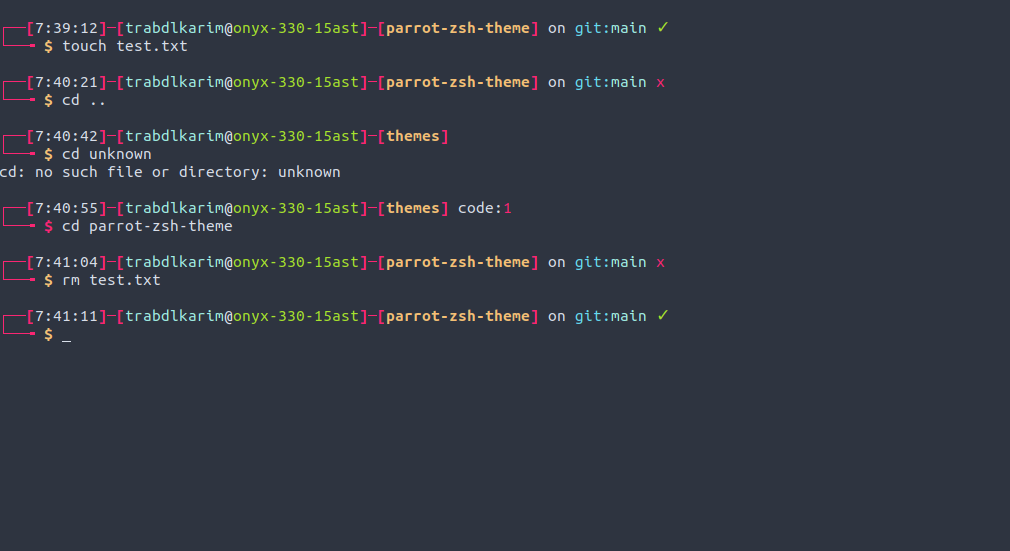 [7:39:12]-[trabdlkarim@onyx-330-15ast]-[parrot-zsh-theme] on git:main ✓
$ touch test.txt
[7:40:21]-[trabdlkarim@onyx-330-15ast]-[parrot-zsh-theme] on git:main x
$ cd ..
[7:40:42]-[trabdlkarim@onyx-330-15ast]-[themes]
$ cd unknown
cd: no such file or directory: unknown
[7:40:55]-[trabdlkarim@onyx-330-15ast]-[themes] code:1
$ cd parrot-zsh-theme
[7:41:04]-[trabdlkarim@onyx-330-15ast]-[parrot-zsh-theme] on git:main x
$ rm test.txt
[7:41:11]-[trabdlkarim@onyx-330-15ast]-[parrot-zsh-theme] on git:main ✓
$ _